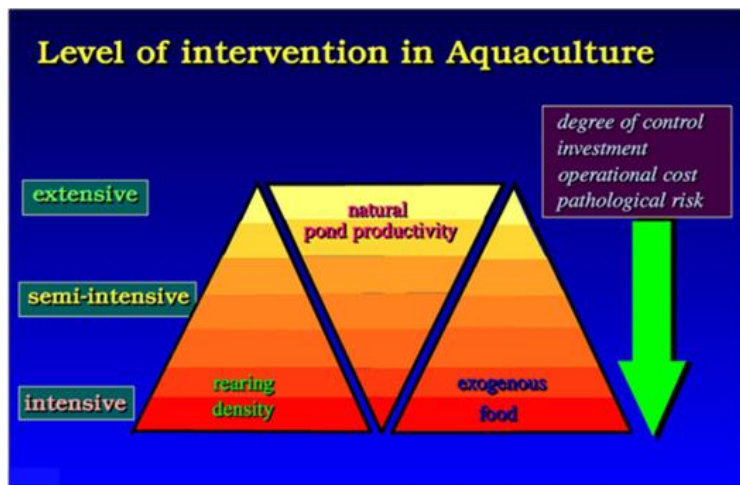 Level of intervention in Aquaculture
degree of control
investment
operational cost
pathological risk
extensive
natural
pond productivity
semi-intensive
intensive
rearing
density
exogenous
food